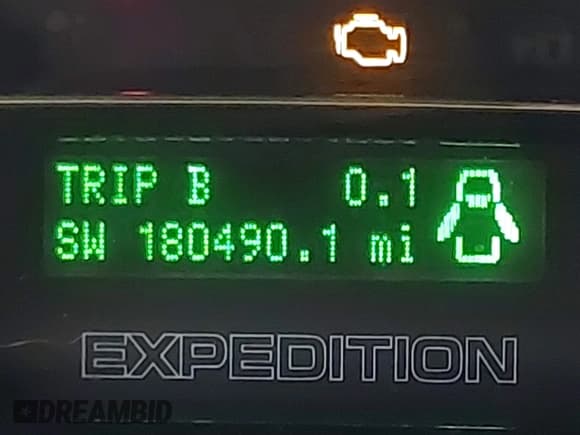 TRIP B 0.1
SW 180490.1 mi
EXPEDITION
DREAMBID